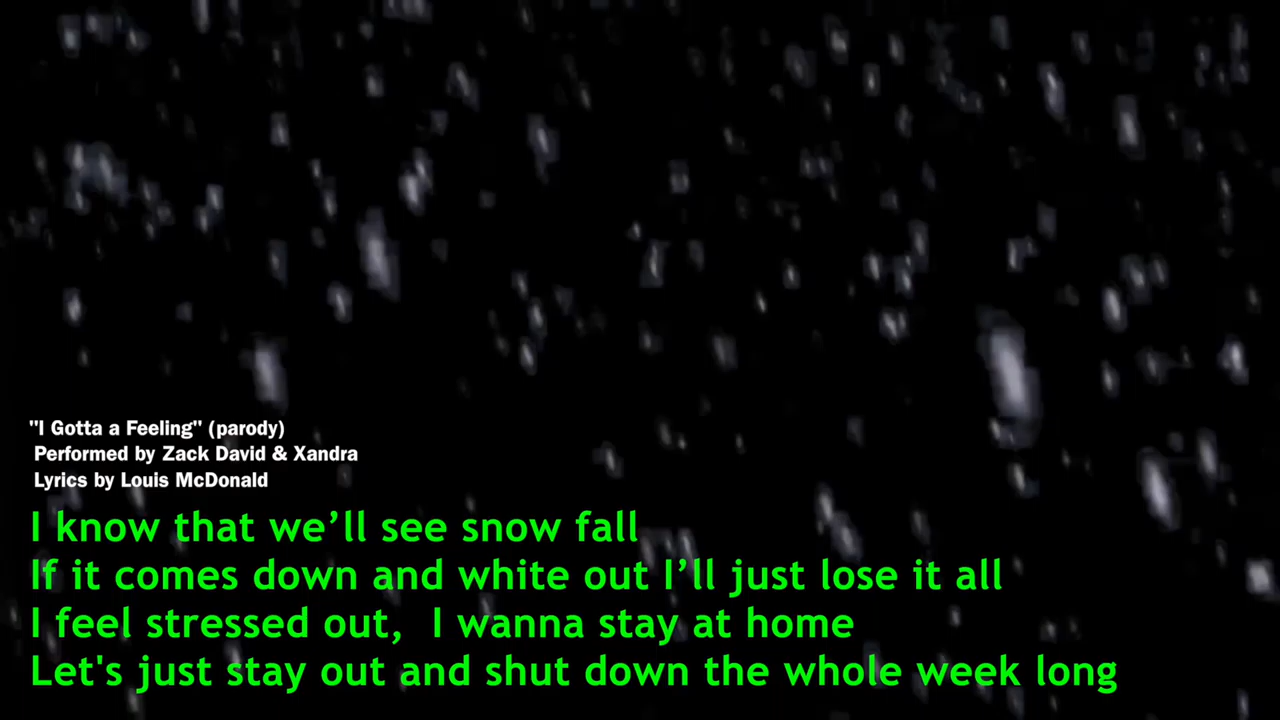 "I Gotta a Feeling" (parody)
Performed by Zack David & Xandra
Lyrics by Louis McDonald
I know that we’ll see snow fall
If it comes down and white out I’ll just lose it all
I feel stressed out,  I wanna stay at home
Let's just stay out and shut down the whole week long